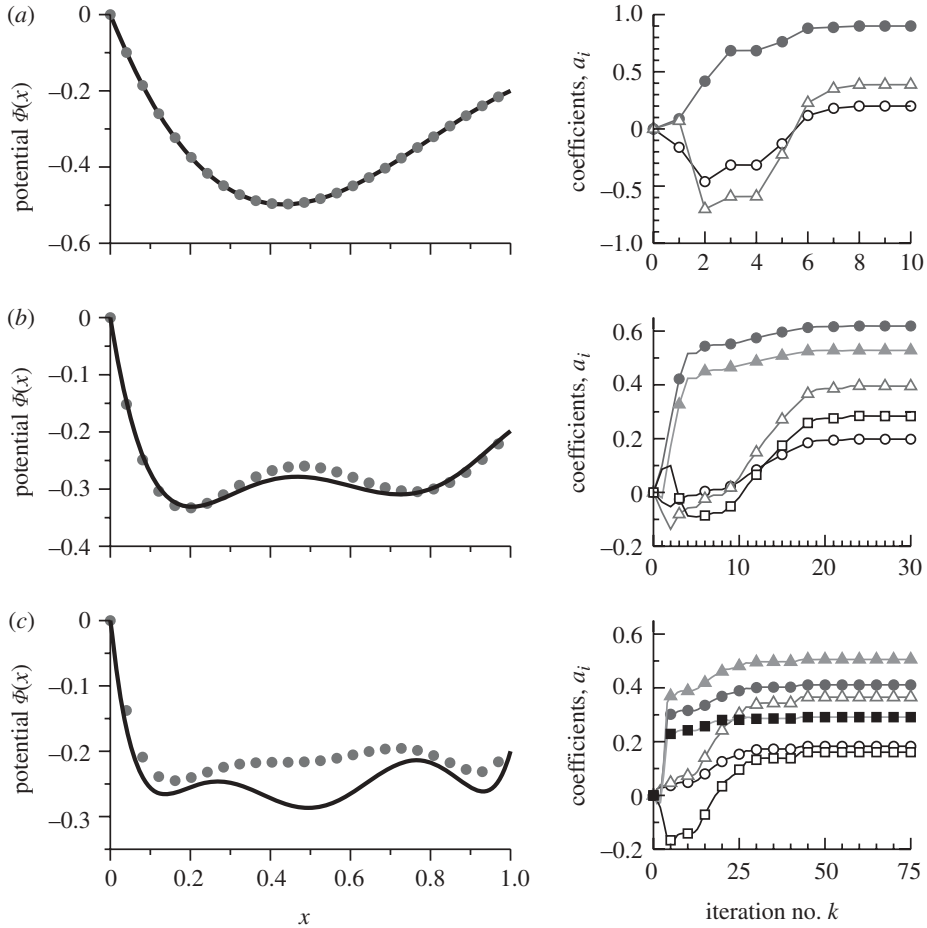 (a)
0
–0.2
–0.4
–0.6
potential Φ(x)
1.0
0.5
0
–0.5
–1.0
coefficients, a_i
0 2 4 6 8 10
(b)
0
–0.1
–0.2
–0.3
–0.4
potential Φ(x)
0.6
0.4
0.2
0
–0.2
coefficients, a_i
0 10 20 30
(c)
0
–0.1
–0.2
–0.3
potential Φ(x)
0 0.2 0.4 0.6 0.8 1.0
x
0.6
0.4
0.2
0
–0.2
coefficients, a_i
0 25 50 75
iteration no. k